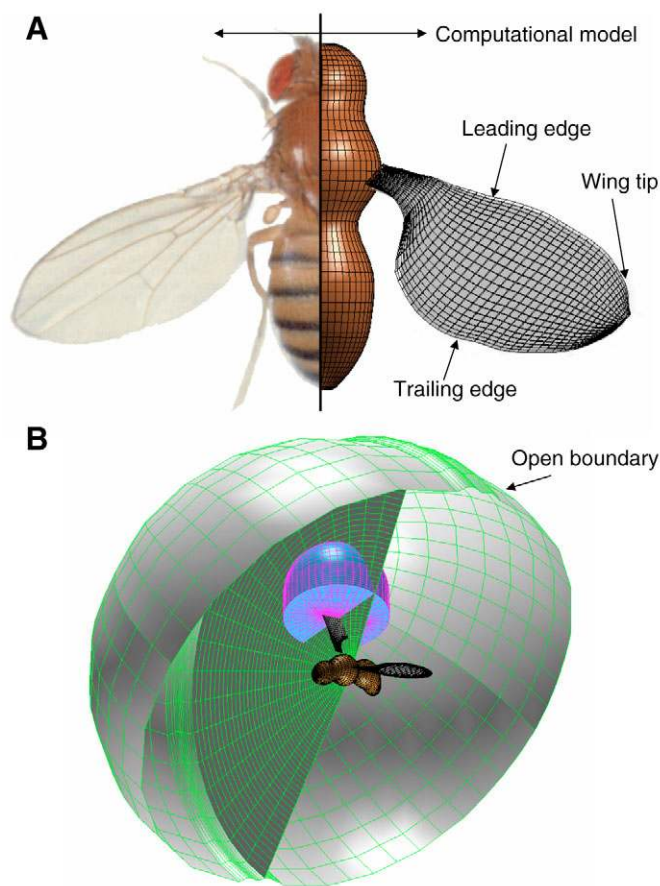 A
Computational model
Leading edge
Wing tip
Trailing edge
B
Open boundary